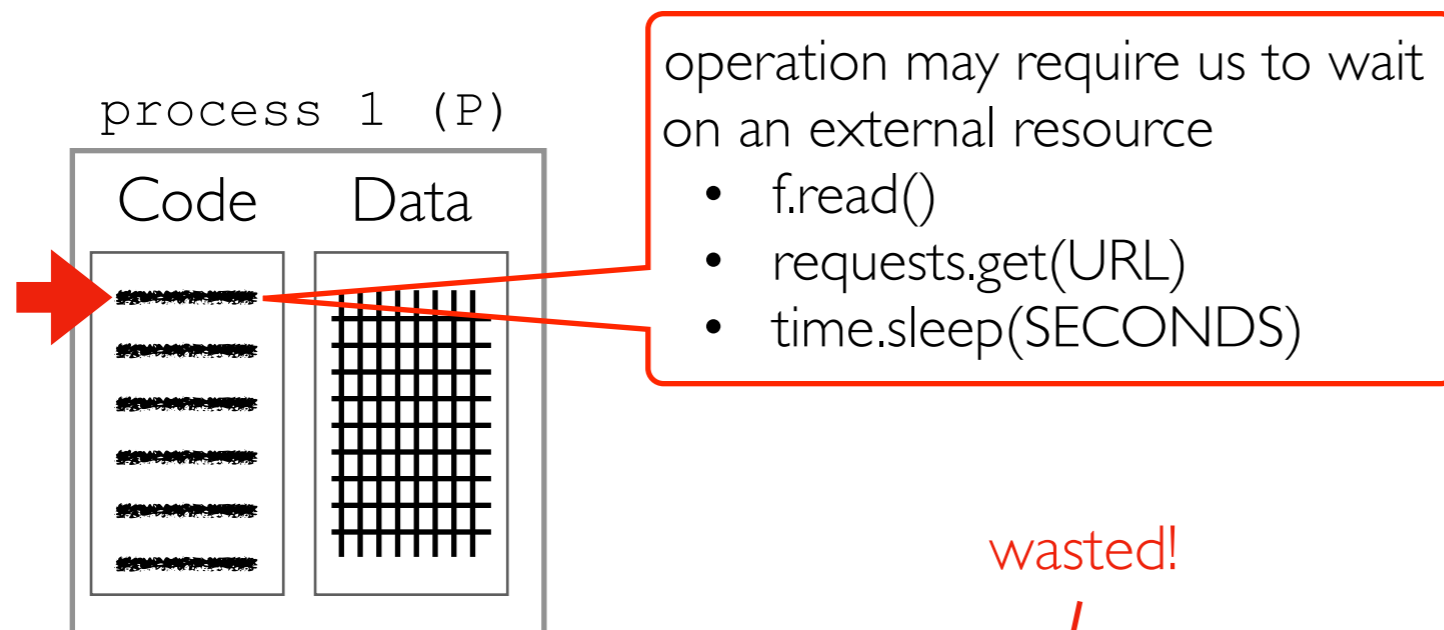 process 1 (P)
Code Data
operation may require us to wait
on an external resource
• f.read()
• requests.get(URL)
• time.sleep(SECONDS)
wasted!